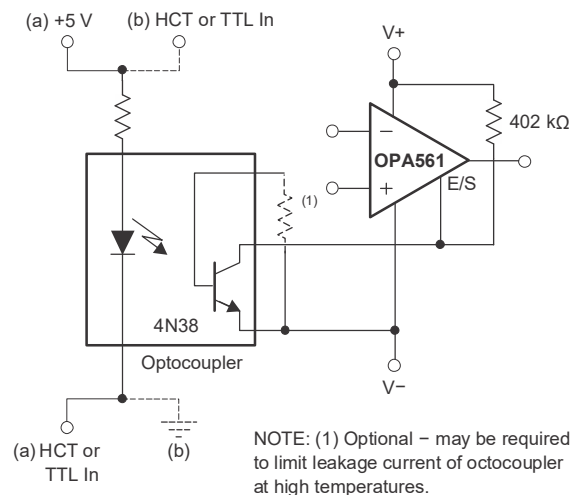 (a) +5 V
(b) HCT or TTL In
V+
402 kΩ
−
OPA561
+
E/S
(1)
4N38
Optocoupler
V−
(a) HCT or
TTL In
(b)
NOTE: (1) Optional − may be required
to limit leakage current of octocoupler
at high temperatures.